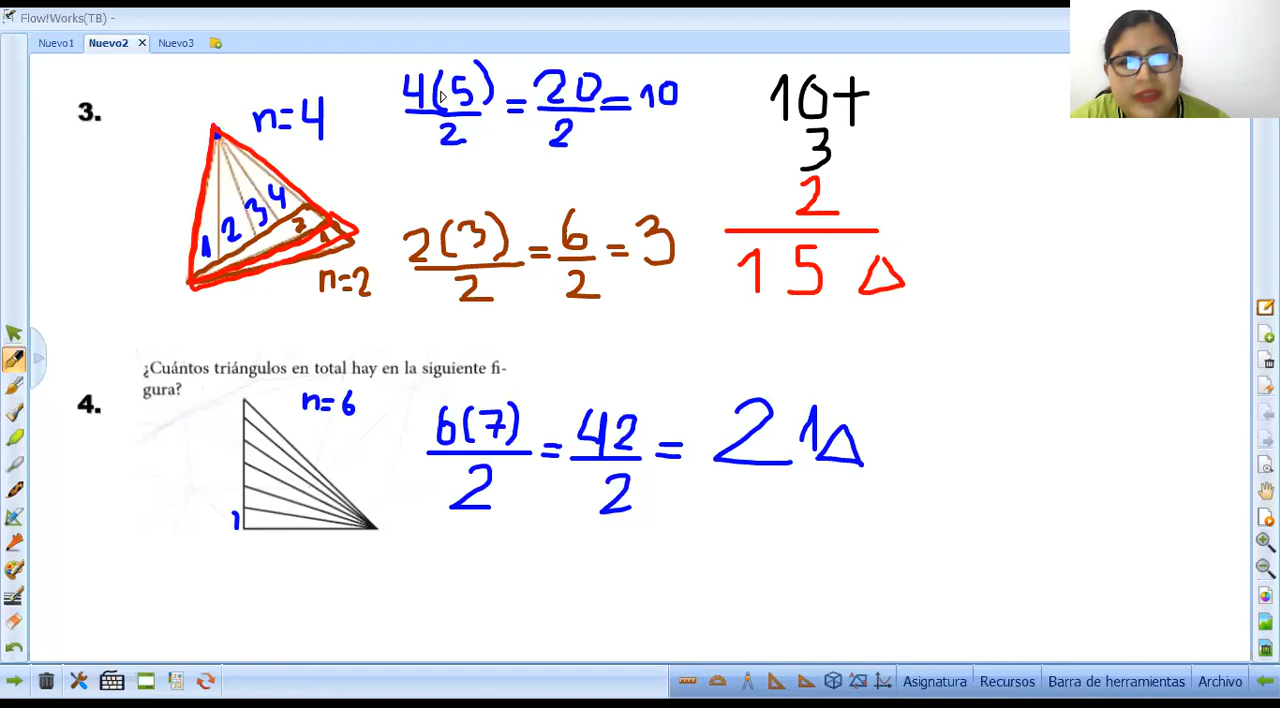 Flow!Works(TB) -
Nuevo1 Nuevo2 Nuevo3
3.
n=4
4(5)/2 = 20/2 = 10
10+
3
2
15 △
1 2 3 4
2 1
n=2
2(3)/2 = 6/2 = 3
¿Cuántos triángulos en total hay en la siguiente fi-
gura?
4.
n=6
1
6(7)/2 = 42/2 = 21△
Asignatura Recursos Barra de herramientas Archivo